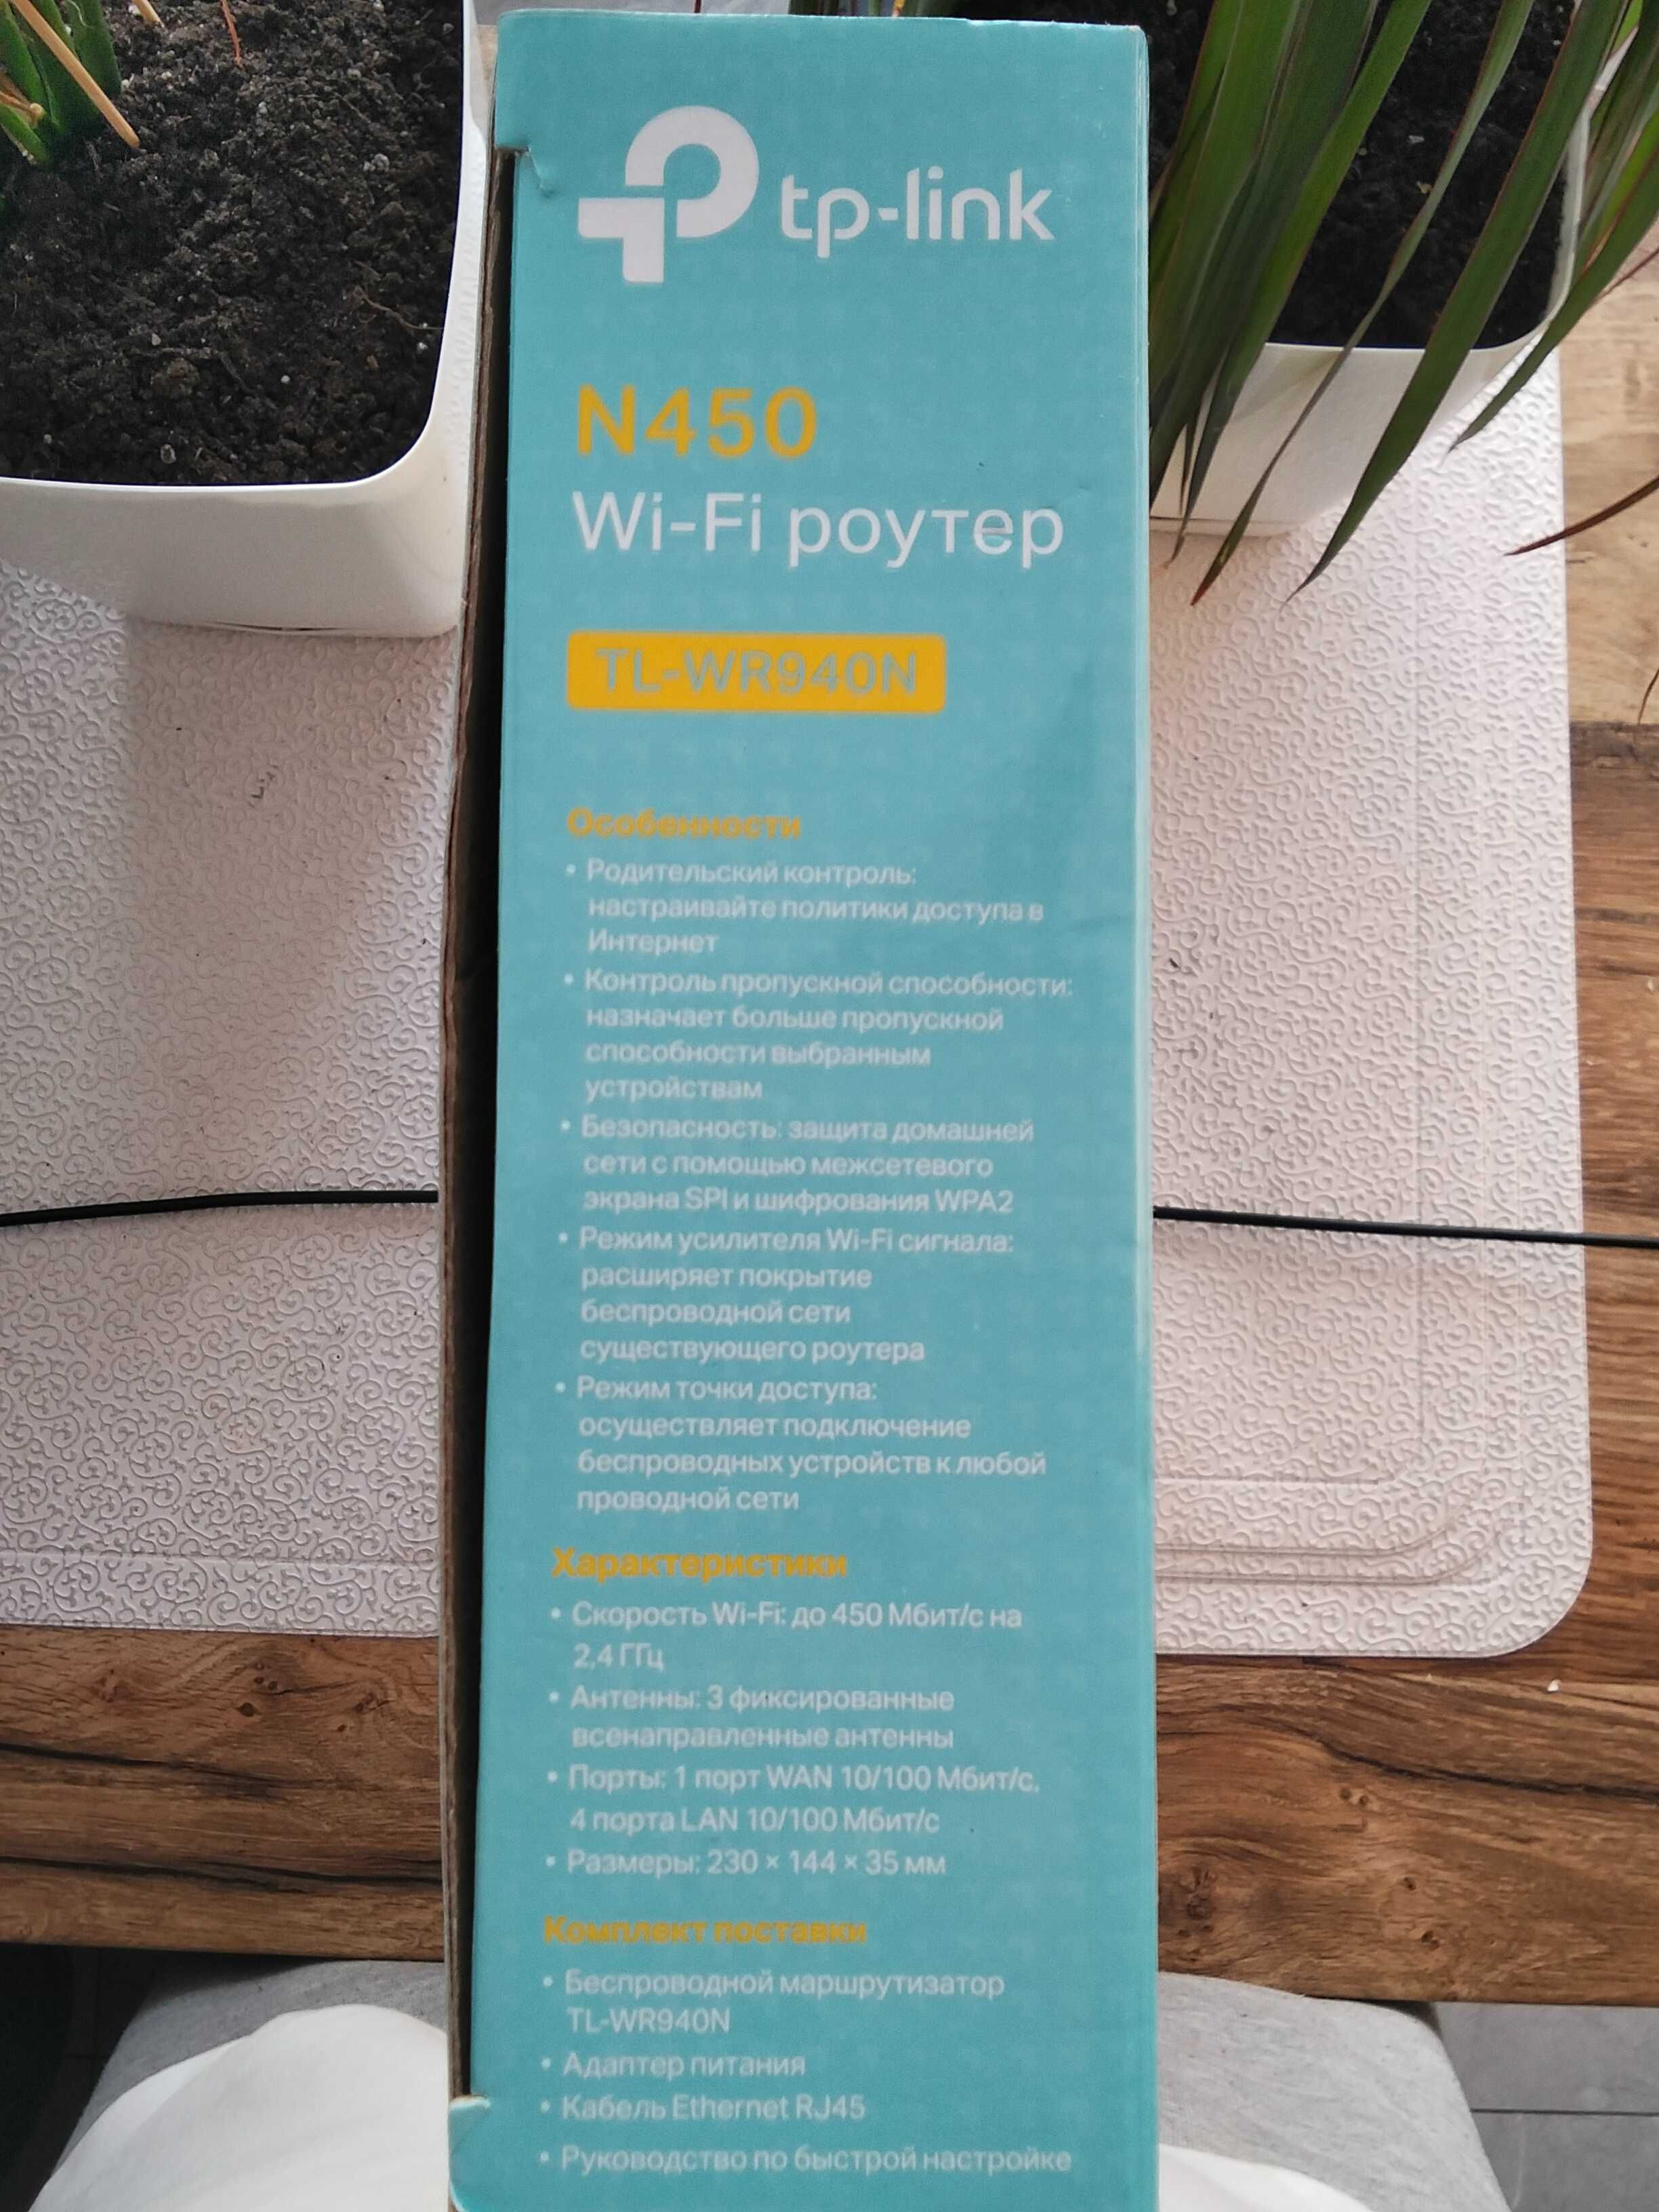 tp-link
N450
Wi-Fi роутер
TL-WR940N
Особенности
• Родительский контроль:
настраивайте политики доступа в
Интернет
• Контроль пропускной способности:
назначает больше пропускной
способности выбранным
устройствам
• Безопасность: защита домашней
сети с помощью межсетевого
экрана SPI и шифрования WPA2
• Режим усилителя Wi-Fi сигнала:
расширяет покрытие
беспроводной сети
существующего роутера
• Режим точки доступа:
осуществляет подключение
беспроводных устройств к любой
проводной сети
Характеристики
• Скорость Wi-Fi: до 450 Мбит/с на
2,4 ГГц
• Антенны: 3 фиксированные
всенаправленные антенны
• Порты: 1 порт WAN 10/100 Мбит/с,
4 порта LAN 10/100 Мбит/с
• Размеры: 230 × 144 × 35 мм
Комплект поставки
• Беспроводной маршрутизатор
TL-WR940N
• Адаптер питания
• Кабель Ethernet RJ45
• Руководство по быстрой настройке